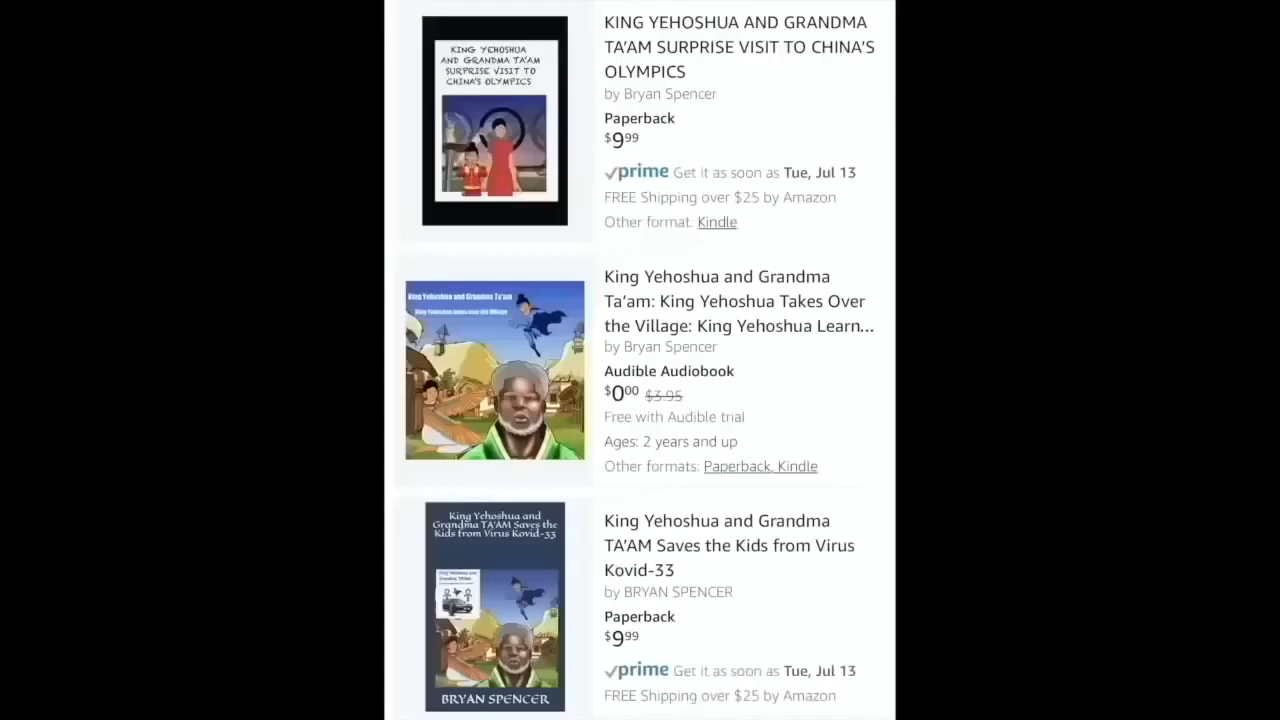 KING YEHOSHUA
AND GRANDMA TA'AM
SURPRISE VISIT TO
CHINA'S OLYMPICS
KING YEHOSHUA AND GRANDMA
TA'AM SURPRISE VISIT TO CHINA'S
OLYMPICS
by Bryan Spencer
Paperback
$9.99
prime Get it as soon as Tue, Jul 13
FREE Shipping over $25 by Amazon
Other format: Kindle
King Yehoshua and Grandma Ta'am
King Yehoshua takes over the Village
King Yehoshua and Grandma
Ta'am: King Yehoshua Takes Over
the Village: King Yehoshua Learn...
by Bryan Spencer
Audible Audiobook
$0.00 $3.95
Free with Audible trial
Ages: 2 years and up
Other formats: Paperback, Kindle
King Yehoshua and
Grandma TA'AM Saves the
Kids from Virus Kovid-33
BRYAN SPENCER
King Yehoshua and Grandma
TA'AM Saves the Kids from Virus
Kovid-33
by BRYAN SPENCER
Paperback
$9.99
prime Get it as soon as Tue, Jul 13
FREE Shipping over $25 by Amazon